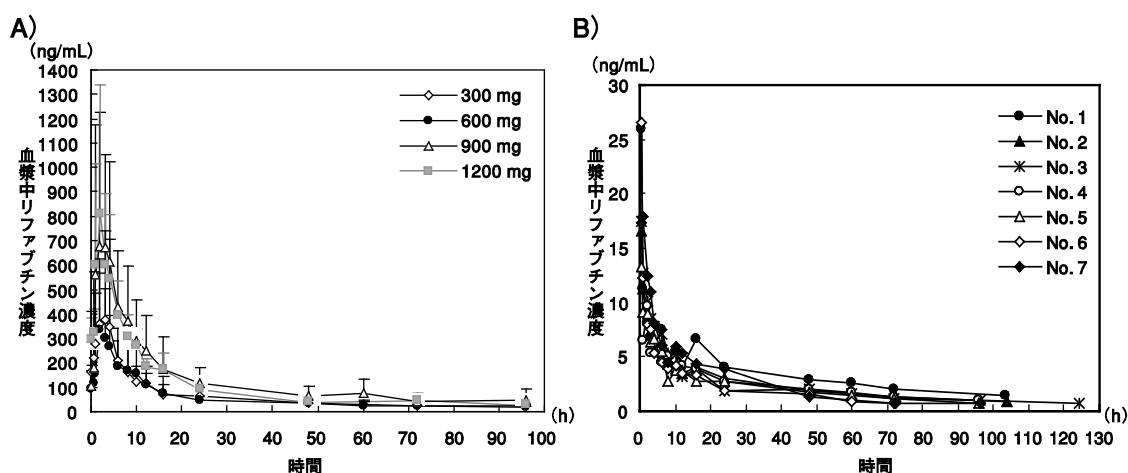 A)
(ng/mL)
1400
1300
1200
1100
1000
900
800
700
600
500
400
300
200
100
0
血漿中リファブチン濃度
300 mg
600 mg
900 mg
1200 mg
0 10 20 30 40 50 60 70 80 90 100 (h)
時間
B)
(ng/mL)
30
25
20
15
10
5
0
血漿中リファブチン濃度
No. 1
No. 2
No. 3
No. 4
No. 5
No. 6
No. 7
0 10 20 30 40 50 60 70 80 90 100 110 120 130 (h)
時間